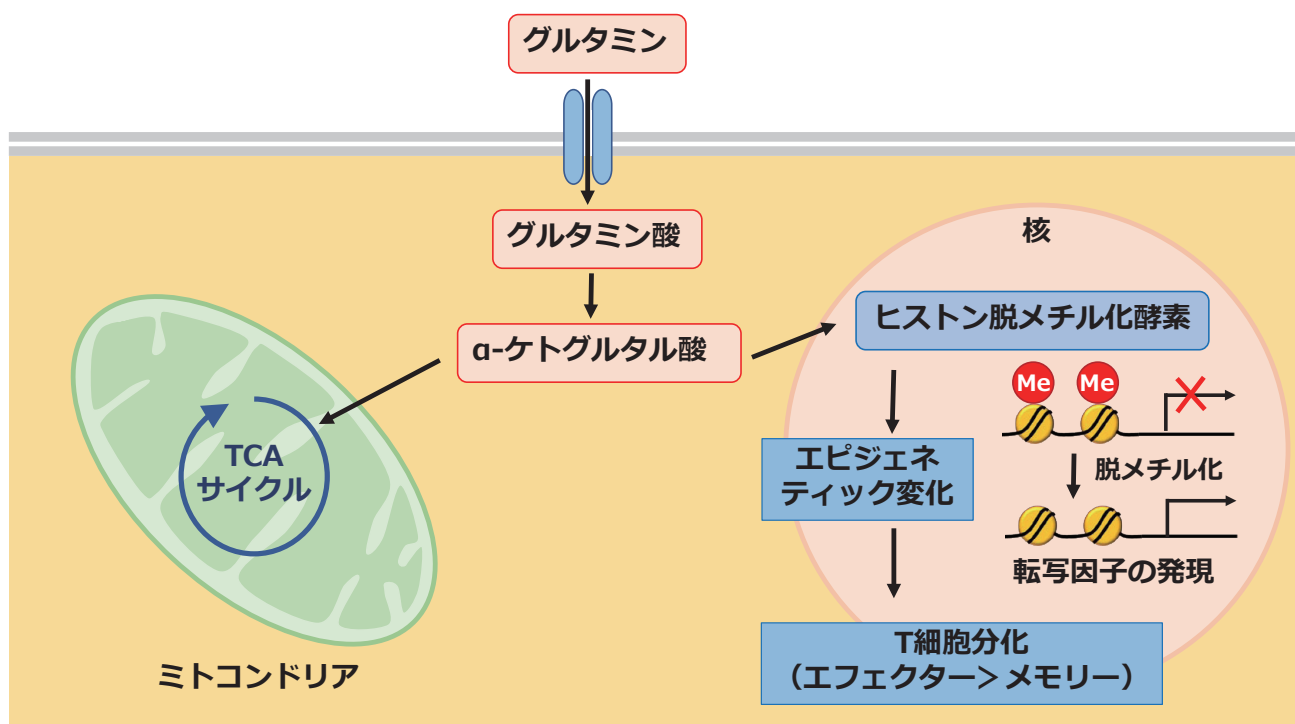 グルタミン
グルタミン酸
α-ケトグルタル酸
TCA
サイクル
ミトコンドリア
核
ヒストン脱メチル化酵素
エピジェネ
ティック変化
Me
Me
脱メチル化
転写因子の発現
T細胞分化
（エフェクター＞メモリー）